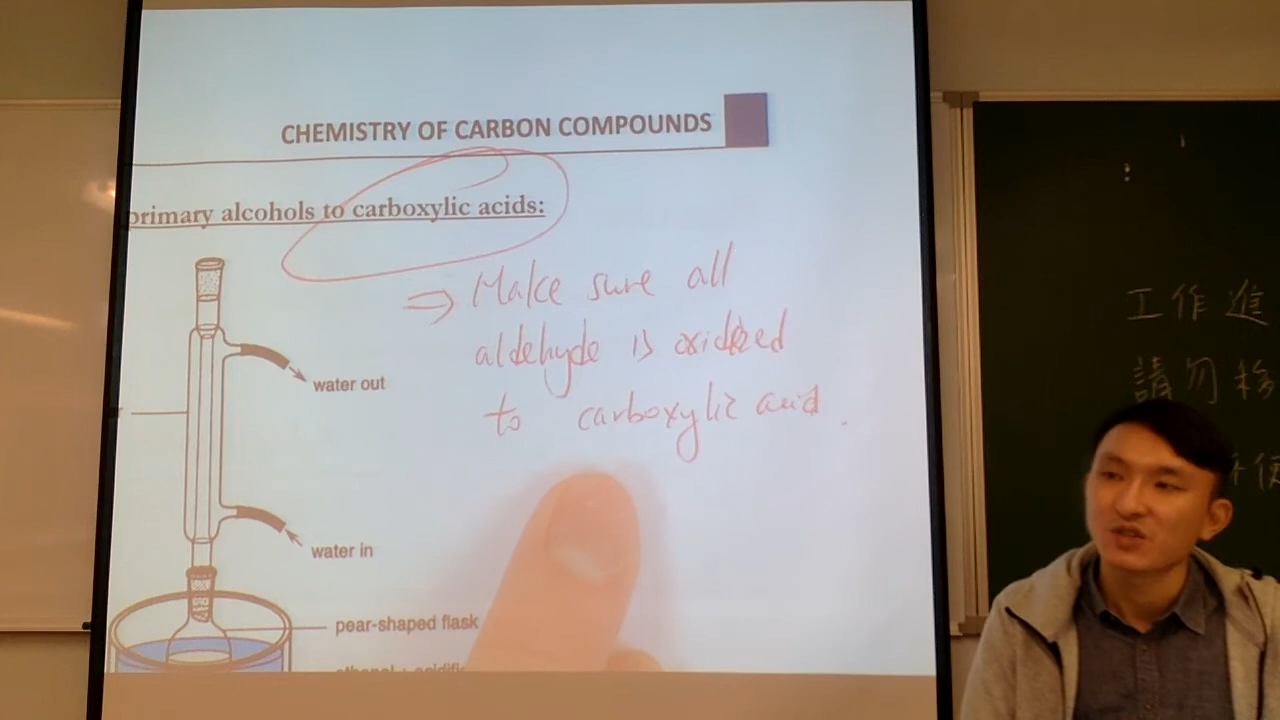 CHEMISTRY OF CARBON COMPOUNDS
primary alcohols to carboxylic acids:
⇒ Make sure all
aldehyde is oxidized
to carboxylic acid.
water out
water in
pear-shaped flask
工作進
請勿
使